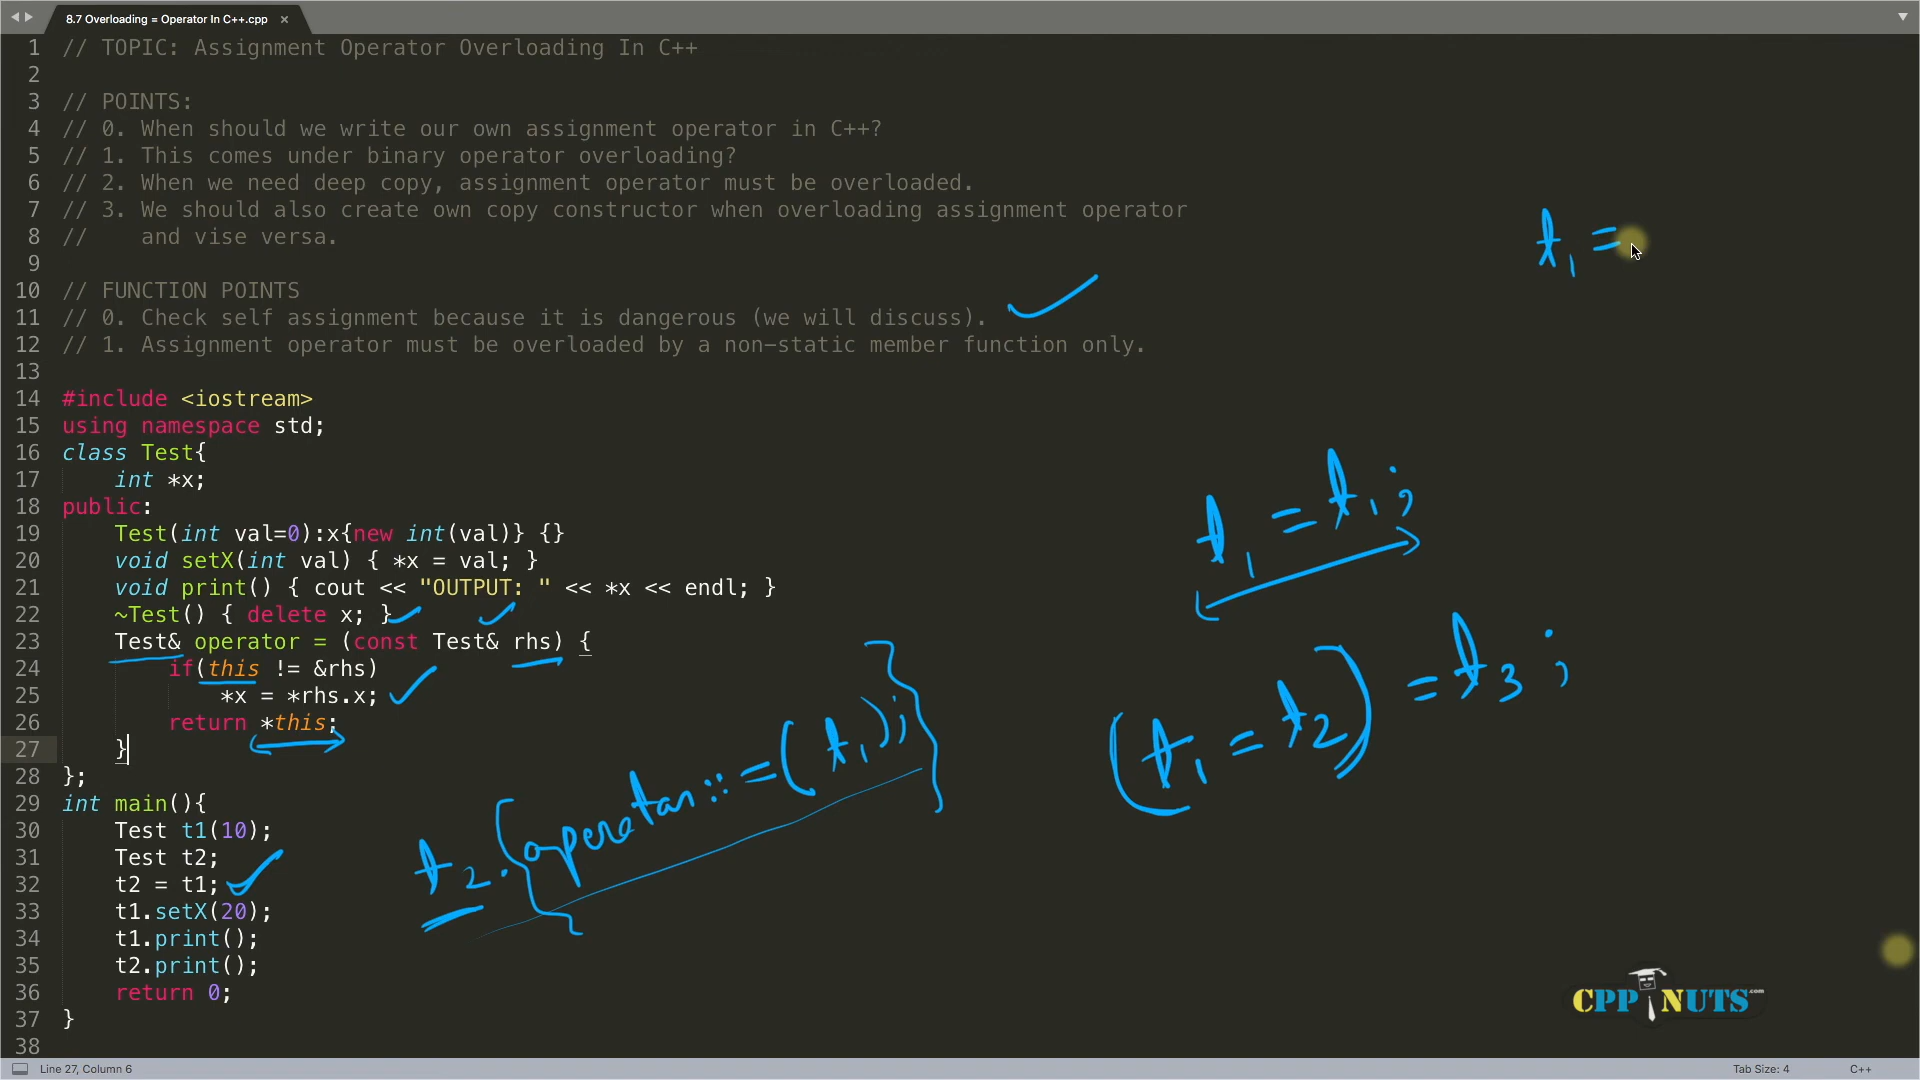 8.7 Overloading = Operator In C++.cpp ×
1 // TOPIC: Assignment Operator Overloading In C++
2
3 // POINTS:
4 // 0. When should we write our own assignment operator in C++?
5 // 1. This comes under binary operator overloading?
6 // 2. When we need deep copy, assignment operator must be overloaded.
7 // 3. We should also create own copy constructor when overloading assignment operator
8 //    and vise versa.
9
10 // FUNCTION POINTS
11 // 0. Check self assignment because it is dangerous (we will discuss).
12 // 1. Assignment operator must be overloaded by a non-static member function only.
13
14 #include <iostream>
15 using namespace std;
16 class Test{
17     int *x;
18 public:
19     Test(int val=0):x{new int(val)} {}
20     void setX(int val) { *x = val; }
21     void print() { cout << "OUTPUT: " << *x << endl; }
22     ~Test() { delete x; }
23     Test& operator = (const Test& rhs) {
24         if(this != &rhs)
25             *x = *rhs.x;
26         return *this;
27     }
28 };
29 int main(){
30     Test t1(10);
31     Test t2;
32     t2 = t1;
33     t1.setX(20);
34     t1.print();
35     t2.print();
36     return 0;
37 }
38
t1 =
t1 = t1;
(t1 = t2) = t3;
t2.operator::=(t1);
CPP NUTS.com
Line 27, Column 6
Tab Size: 4
C++